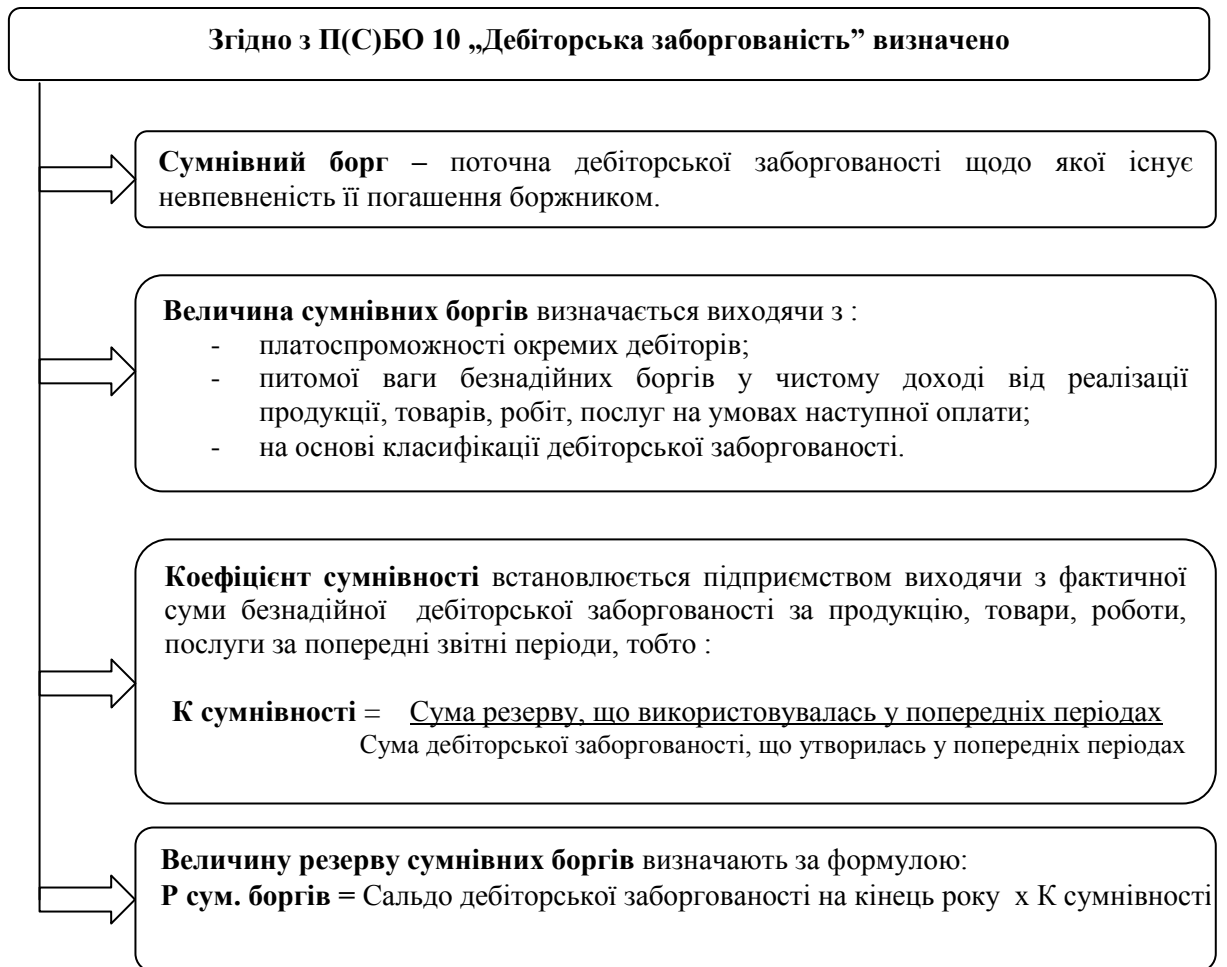 Згідно з П(С)БО 10 „Дебіторська заборгованість” визначено
Сумнівний борг – поточна дебіторської заборгованості щодо якої існує
невпевненість її погашення боржником.
Величина сумнівних боргів визначається виходячи з :
- платоспроможності окремих дебіторів;
- питомої ваги безнадійних боргів у чистому доході від реалізації
продукції, товарів, робіт, послуг на умовах наступної оплати;
- на основі класифікації дебіторської заборгованості.
Коефіцієнт сумнівності встановлюється підприємством виходячи з фактичної
суми безнадійної дебіторської заборгованості за продукцію, товари, роботи,
послуги за попередні звітні періоди, тобто :
К сумнівності = Сума резерву, що використовувалась у попередніх періодах
Сума дебіторської заборгованості, що утворилась у попередніх періодах
Величину резерву сумнівних боргів визначають за формулою:
Р сум. боргів = Сальдо дебіторської заборгованості на кінець року х К сумнівності